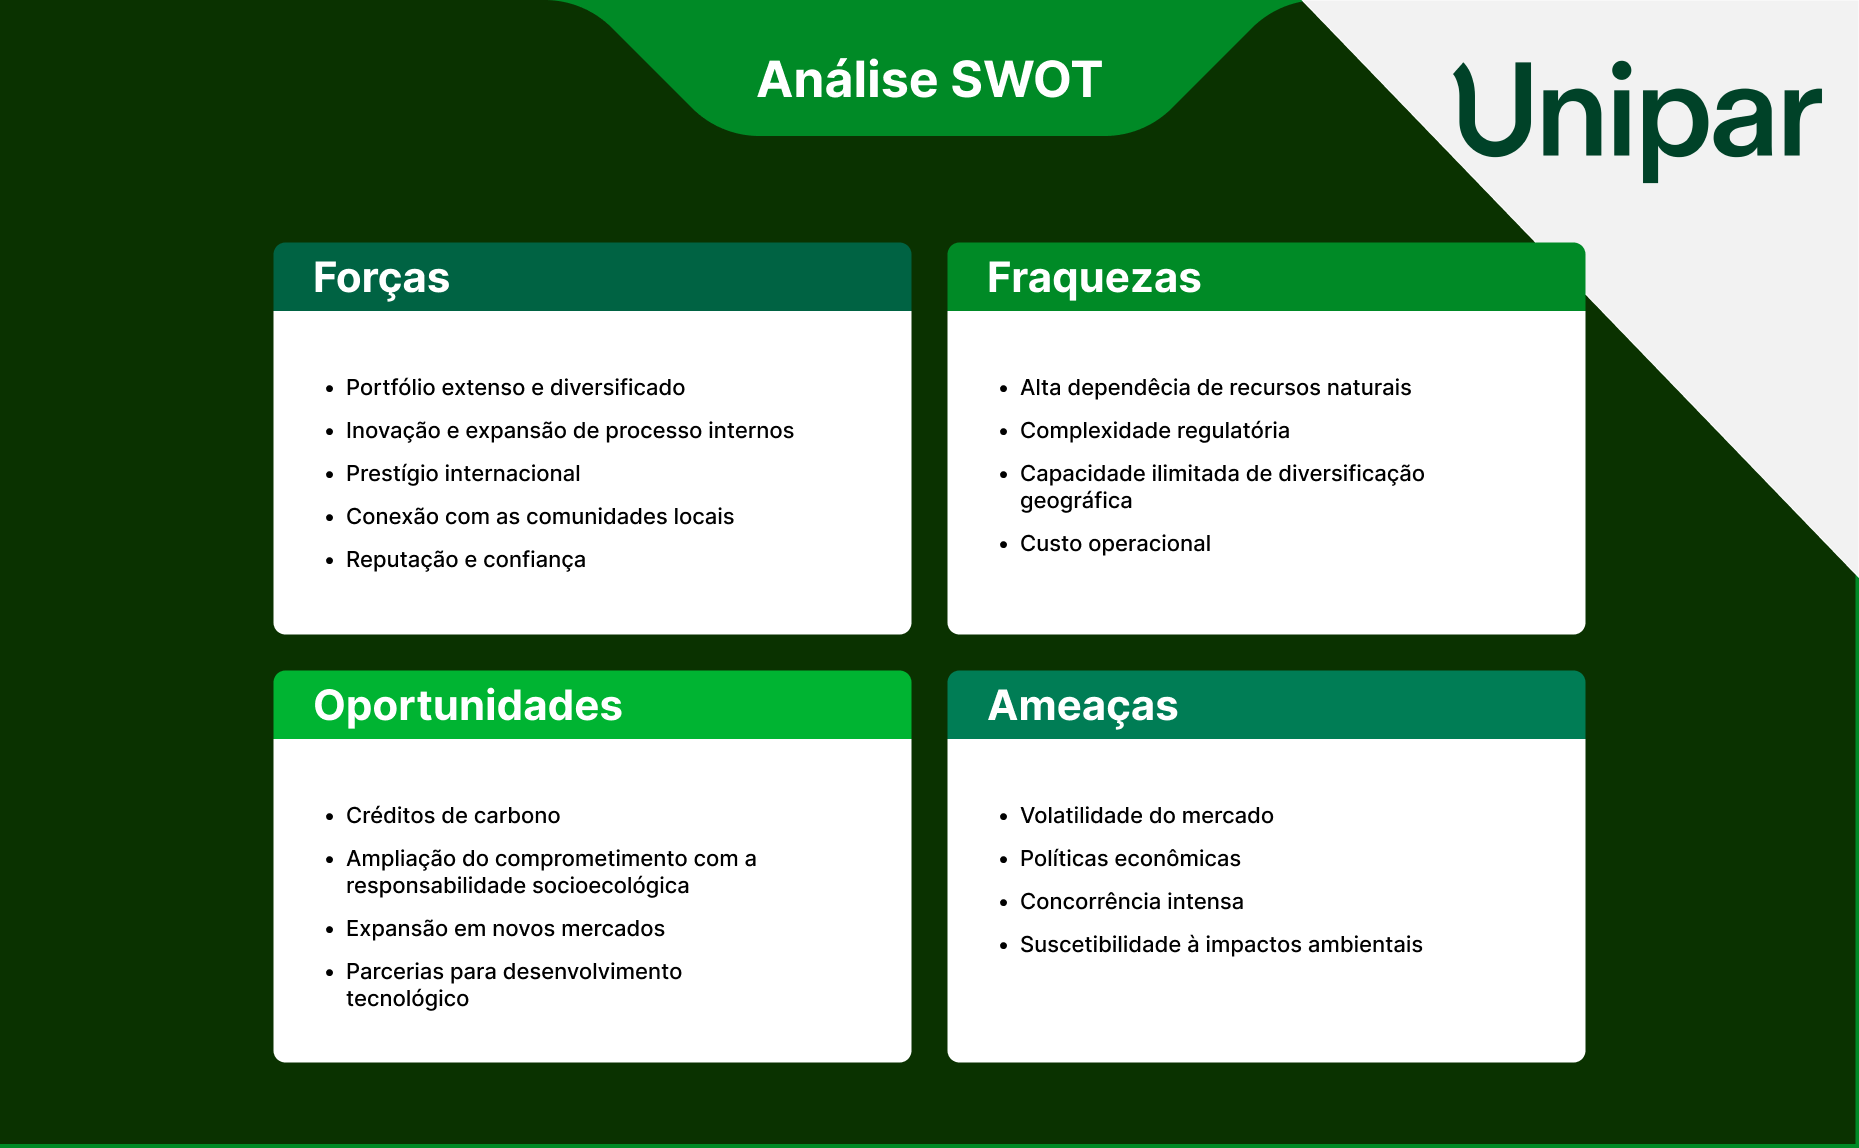 Análise SWOT
Unipar
Forças
• Portfólio extenso e diversificado
• Inovação e expansão de processo internos
• Prestígio internacional
• Conexão com as comunidades locais
• Reputação e confiança
Fraquezas
• Alta dependêcia de recursos naturais
• Complexidade regulatória
• Capacidade ilimitada de diversificação
geográfica
• Custo operacional
Oportunidades
• Créditos de carbono
• Ampliação do comprometimento com a
responsabilidade socioecológica
• Expansão em novos mercados
• Parcerias para desenvolvimento
tecnológico
Ameaças
• Volatilidade do mercado
• Políticas econômicas
• Concorrência intensa
• Suscetibilidade à impactos ambientais